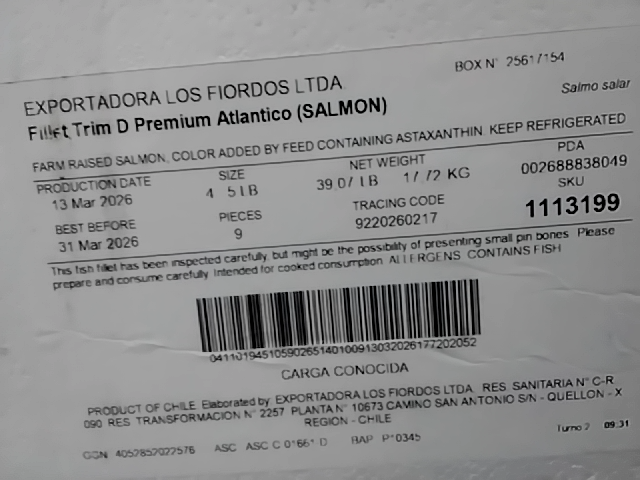 BOX N° 25617154
EXPORTADORA LOS FIORDOS LTDA.
Salmo salar
Fillet Trim D Premium Atlantico (SALMON)
FARM RAISED SALMON, COLOR ADDED BY FEED CONTAINING ASTAXANTHIN. KEEP REFRIGERATED
PRODUCTION DATE SIZE NET WEIGHT PDA
13 Mar 2026 4 5 LB 39.07 LB 17.72 KG 002688838049
BEST BEFORE PIECES TRACING CODE SKU
31 Mar 2026 9 9220260217 1113199
This fish fillet has been inspected carefully, but might be the possibility of presenting small pin bones. Please
prepare and consume carefully. Intended for cooked consumption. ALLERGENS: CONTAINS FISH
CARGA CONOCIDA
PRODUCT OF CHILE. Elaborated by: EXPORTADORA LOS FIORDOS LTDA. RES. SANITARIA N° C-R
090 RES. TRANSFORMACION N° 2257 PLANTA N° 10673 CAMINO SAN ANTONIO S/N - QUELLON - X
REGION - CHILE
Turno 2 09:31
GGN: 4052852022576 ASC: BAP: